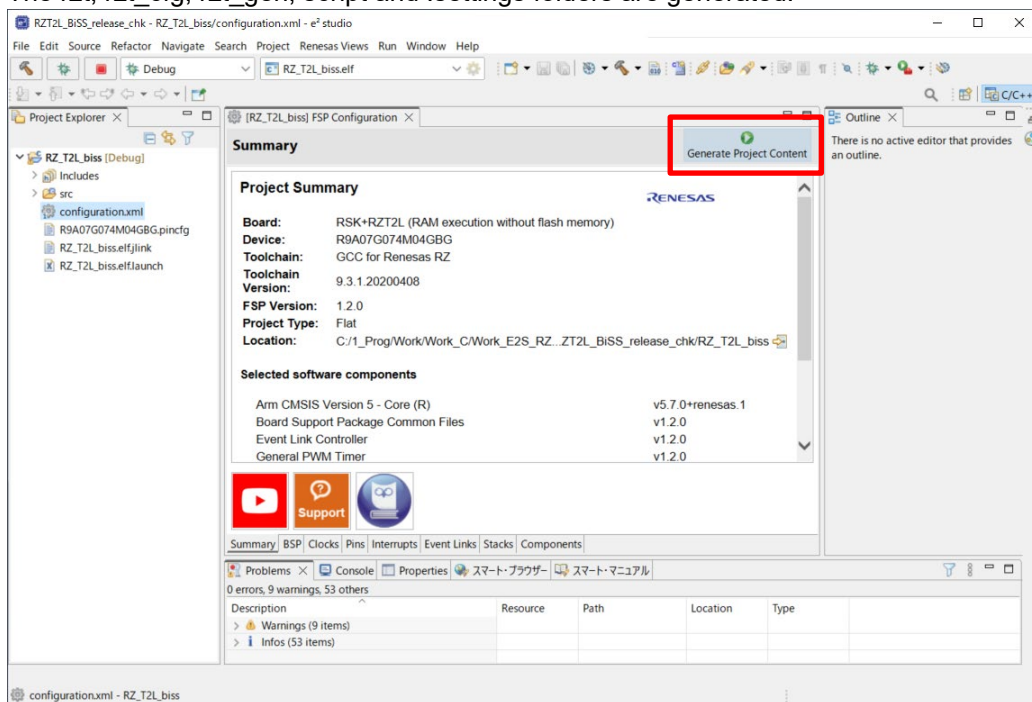 RZT2L_BiSS_release_chk - RZ_T2L_biss/configuration.xml - e² studio
File Edit Source Refactor Navigate Search Project Renesas Views Run Window Help
Debug
RZ_T2L_biss.elf
C/C++
Project Explorer
[RZ_T2L_biss] FSP Configuration
Outline
RZ_T2L_biss [Debug]
Includes
src
configuration.xml
R9A07G074M04GBG.pincfg
RZ_T2L_biss.elf.jlink
RZ_T2L_biss.elf.launch
Summary
Generate Project Content
There is no active editor that provides
an outline.
Project Summary
RENESAS
Board: RSK+RZT2L (RAM execution without flash memory)
Device: R9A07G074M04GBG
Toolchain: GCC for Renesas RZ
Toolchain
Version: 9.3.1.20200408
FSP Version: 1.2.0
Project Type: Flat
Location: C:/1_Prog/Work/Work_C/Work_E2S_RZ...ZT2L_BiSS_release_chk/RZ_T2L_biss
Selected software components
Arm CMSIS Version 5 - Core (R) v5.7.0+renesas.1
Board Support Package Common Files v1.2.0
Event Link Controller v1.2.0
General PWM Timer v1.2.0
Support
Summary BSP Clocks Pins Interrupts Event Links Stacks Components
Problems Console Properties スマート・ブラウザー スマート・マニュアル
0 errors, 9 warnings, 53 others
Description Resource Path Location Type
Warnings (9 items)
Infos (53 items)
configuration.xml - RZ_T2L_biss